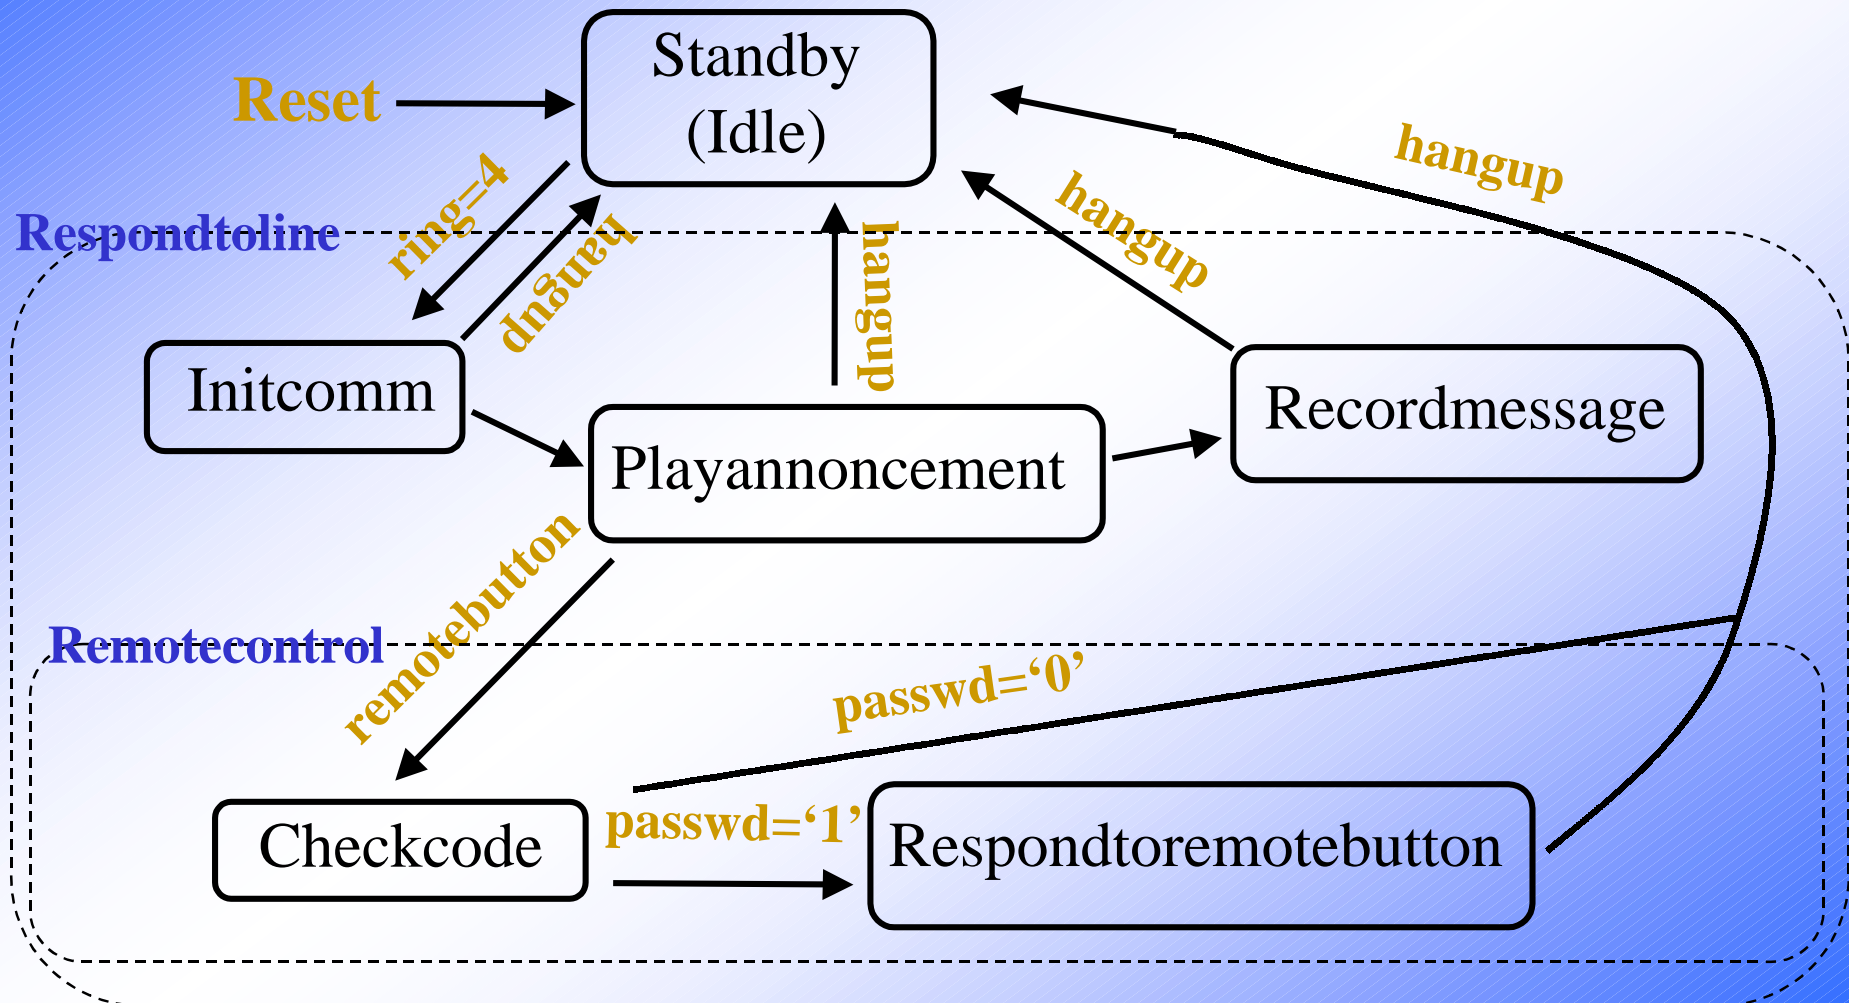 Standby
(Idle)
Reset
ring=4
hangup
hangup
hangup
hangup
Respondtoline
Initcomm
Playannoncement
Recordmessage
remotebutton
Remotecontrol
passwd=‘0’
passwd=‘1’
Checkcode
Respondtoremotebutton